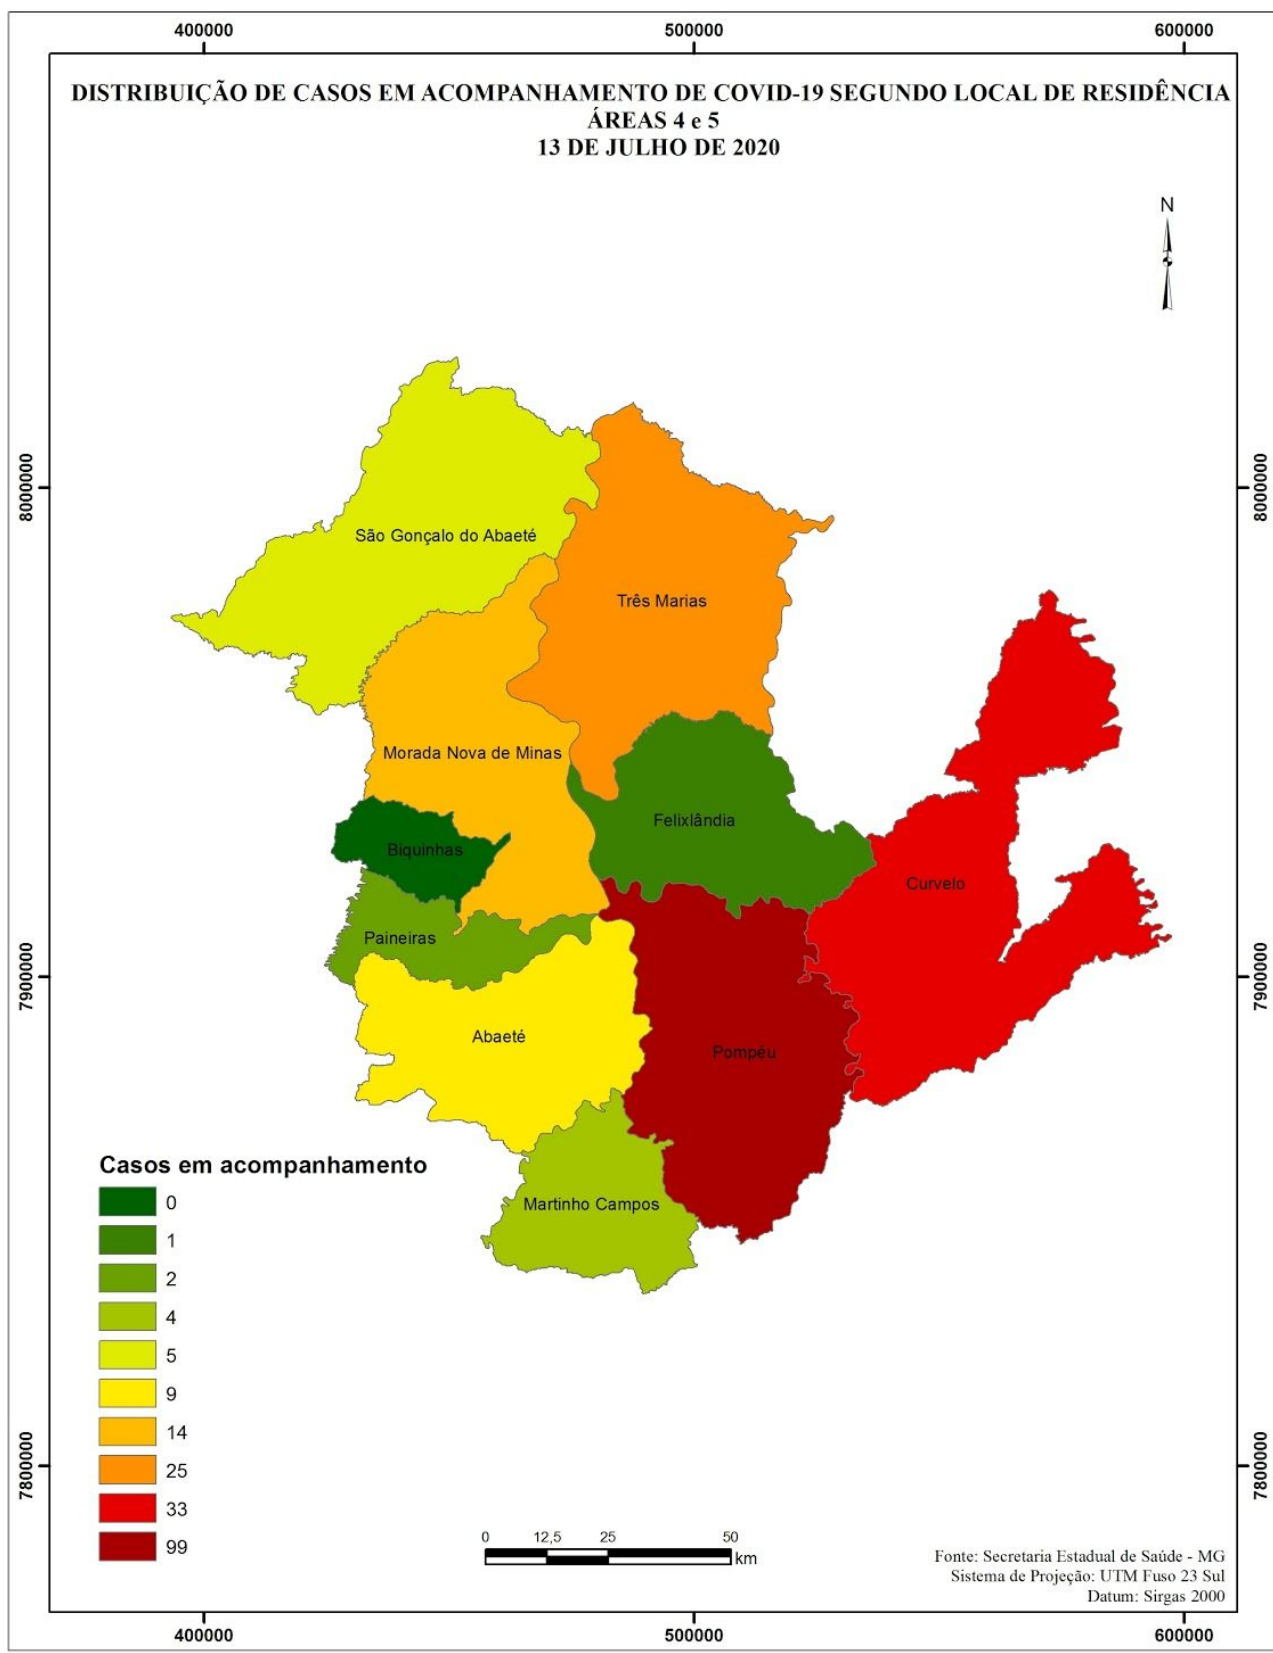 400000 500000 600000
DISTRIBUIÇÃO DE CASOS EM ACOMPANHAMENTO DE COVID-19 SEGUNDO LOCAL DE RESIDÊNCIA
ÁREAS 4 e 5
13 DE JULHO DE 2020
N
8000000 8000000
São Gonçalo do Abaeté
Três Marias
Morada Nova de Minas
Felixlândia
Biquinhas
Curvelo
Paineiras
7900000 7900000
Abaeté
Pompéu
Martinho Campos
Casos em acompanhamento
0
1
2
4
5
9
14
25
33
99
7800000 7800000
0 12,5 25 50
km
Fonte: Secretaria Estadual de Saúde - MG
Sistema de Projeção: UTM Fuso 23 Sul
Datum: Sirgas 2000
400000 500000 600000